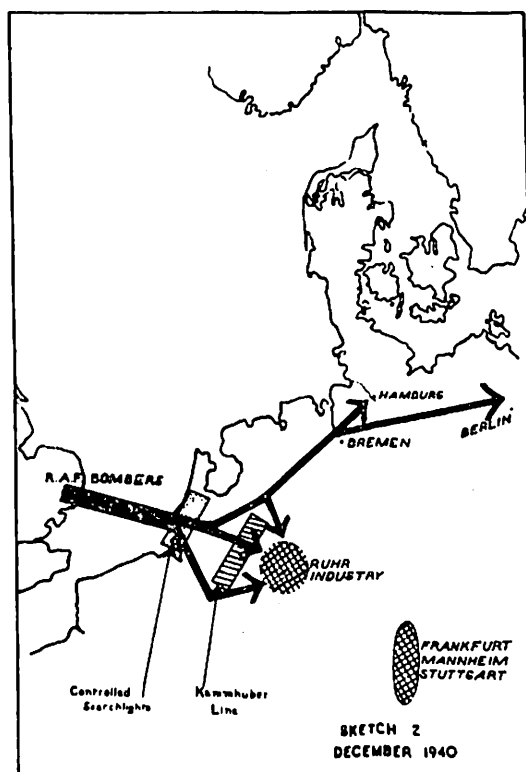 HAMBURG
BREMEN
BERLIN
R.A.F. BOMBERS
RUHR
INDUSTRY
FRANKFURT
MANNHEIM
STUTTGART
Controlled
Searchlights
Kammhuber
Line
SKETCH 2
DECEMBER 1940